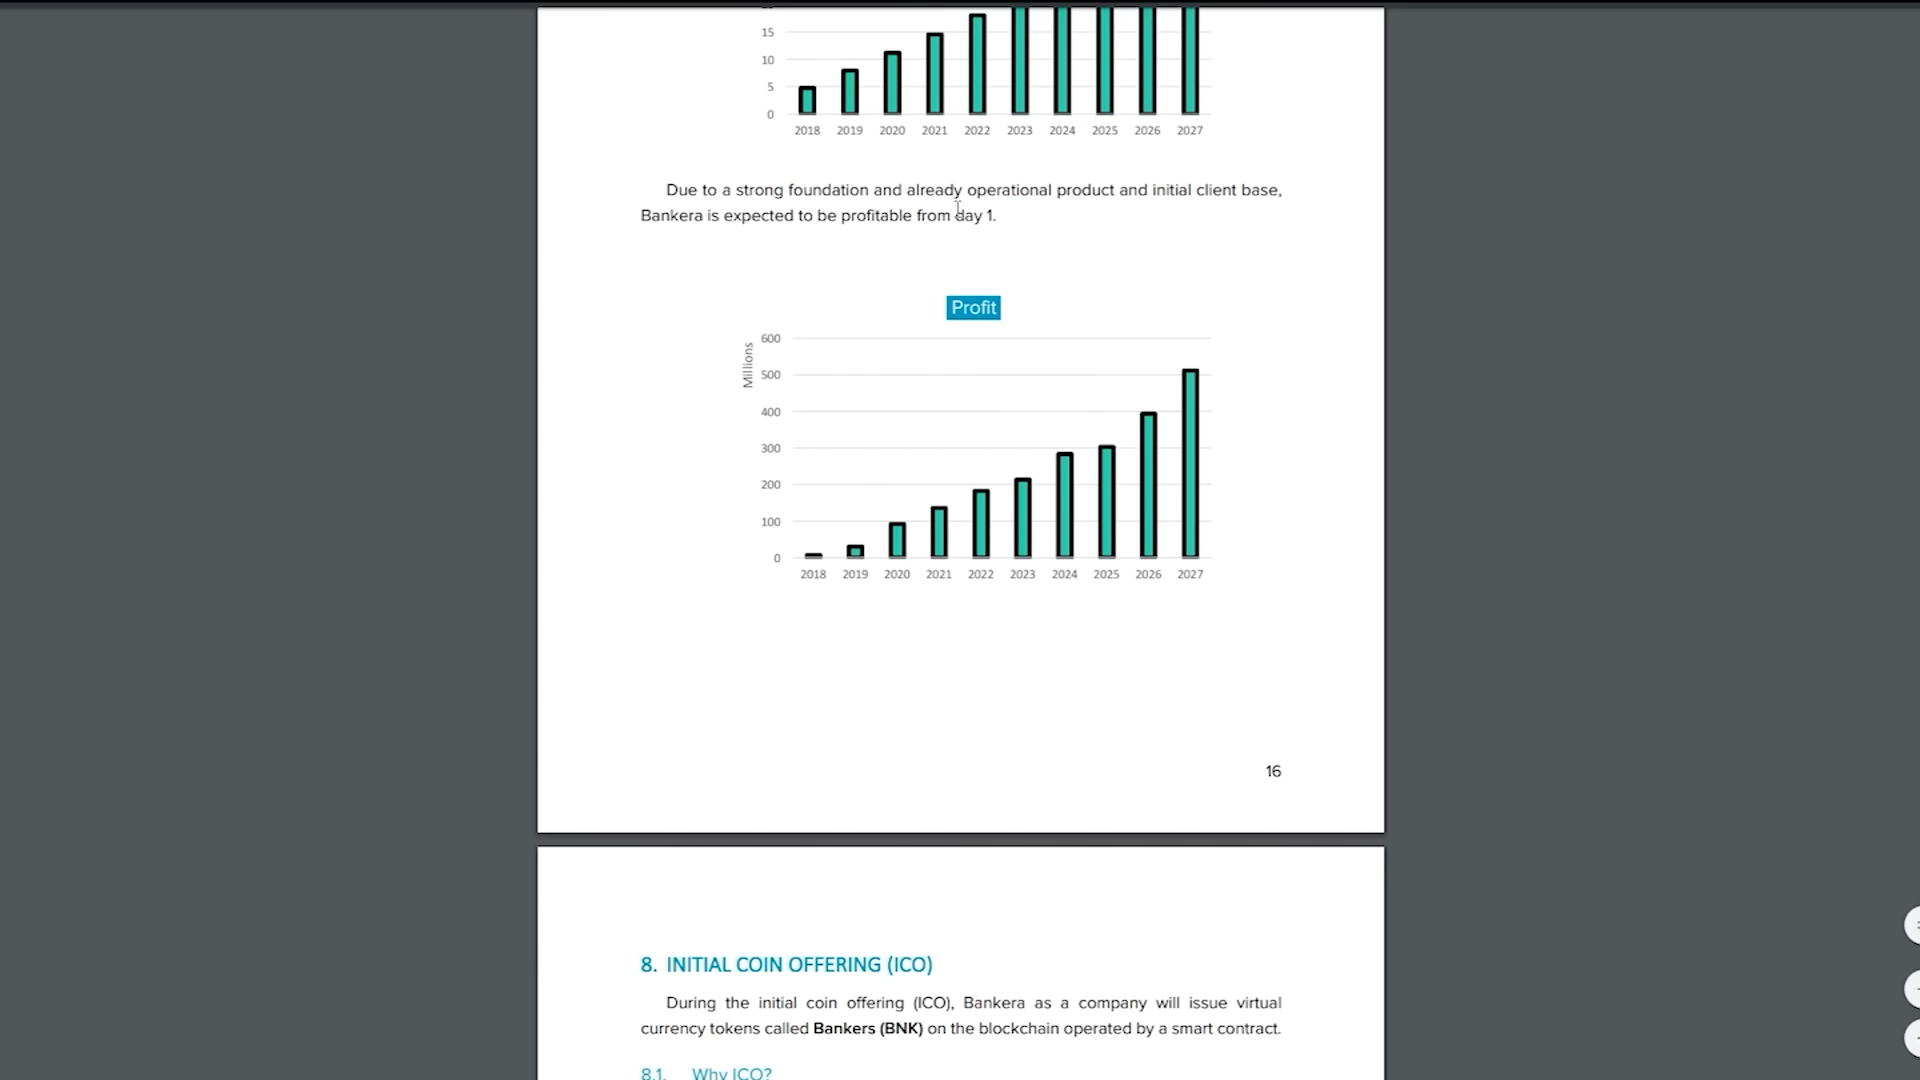 15
10
5
0
2018 2019 2020 2021 2022 2023 2024 2025 2026 2027
Due to a strong foundation and already operational product and initial client base,
Bankera is expected to be profitable from day 1.
Profit
Millions
600
500
400
300
200
100
0
2018 2019 2020 2021 2022 2023 2024 2025 2026 2027
16
8. INITIAL COIN OFFERING (ICO)
During the initial coin offering (ICO), Bankera as a company will issue virtual
currency tokens called Bankers (BNK) on the blockchain operated by a smart contract.
8.1. Why ICO?